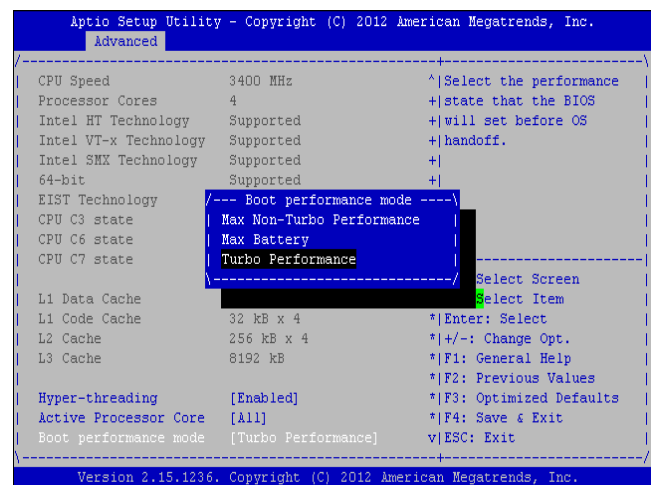 Aptio Setup Utility - Copyright (C) 2012 American Megatrends, Inc.
Advanced
/----------------------------------------------------+---------------------------\
| CPU Speed 3400 MHz ^|Select the performance |
| Processor Cores 4 +|state that the BIOS |
| Intel HT Technology Supported +|will set before OS |
| Intel VT-x Technology Supported +|handoff. |
| Intel SMX Technology Supported +| |
| 64-bit Supported +| |
| EIST Technology /--- Boot performance mode ----\ |
| CPU C3 state | Max Non-Turbo Performance | |
| CPU C6 state | Max Battery | |
| CPU C7 state | Turbo Performance | ---------------------------|
| \-----------------------------/ Select Screen |
| L1 Data Cache Select Item |
| L1 Code Cache 32 kB x 4 *|Enter: Select |
| L2 Cache 256 kB x 4 *|+/-: Change Opt. |
| L3 Cache 8192 kB *|F1: General Help |
| *|F2: Previous Values |
| Hyper-threading [Enabled] *|F3: Optimized Defaults |
| Active Processor Core [All] *|F4: Save & Exit |
| Boot performance mode [Turbo Performance] v|ESC: Exit |
\----------------------------------------------------+---------------------------/
Version 2.15.1236. Copyright (C) 2012 American Megatrends, Inc.